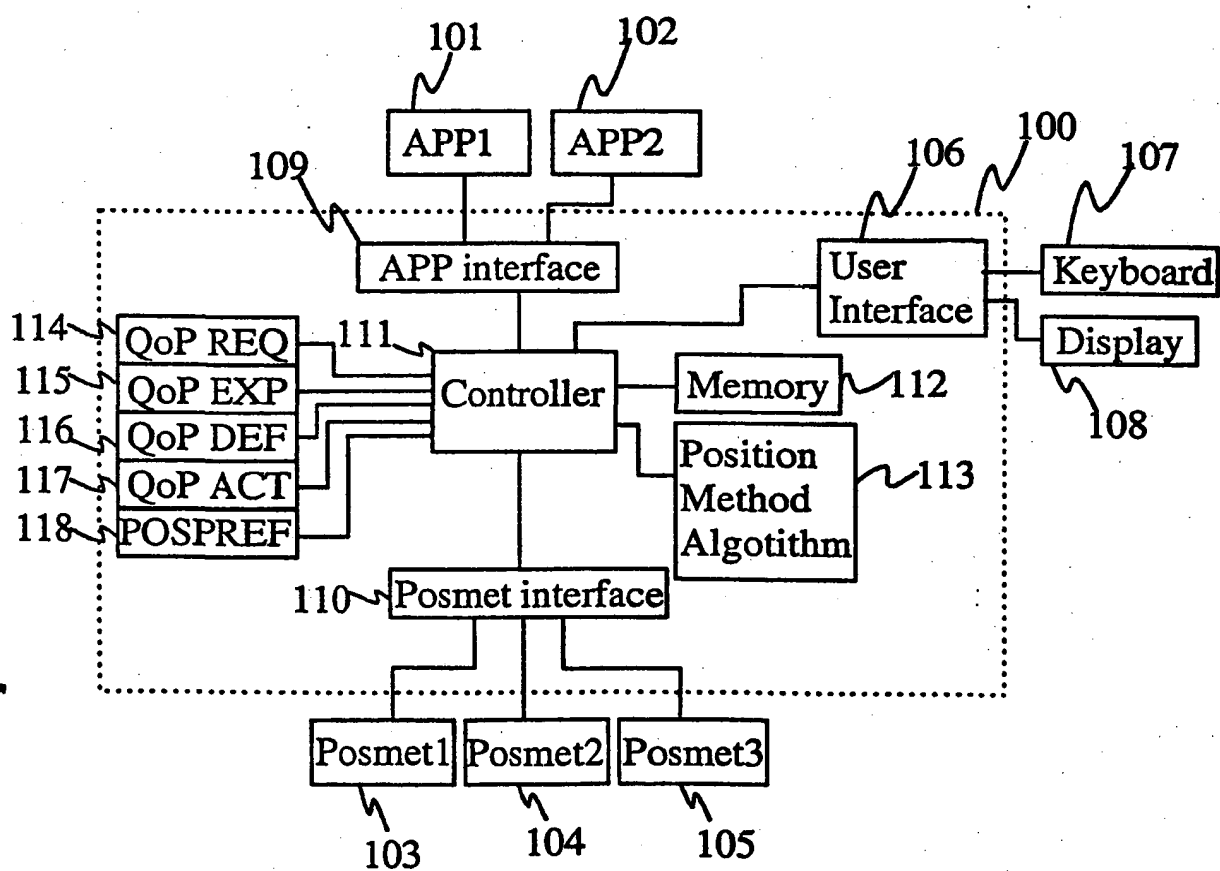 101
102
APP1
APP2
109
106
100
107
APP interface
User
Interface
Keyboard
Display
108
114
QoP REQ
111
115
QoP EXP
Controller
Memory
112
116
QoP DEF
117
QoP ACT
Position
Method
Algotithm
113
118
POSPREF
110
Posmet interface
Posmet1
Posmet2
Posmet3
103
104
105